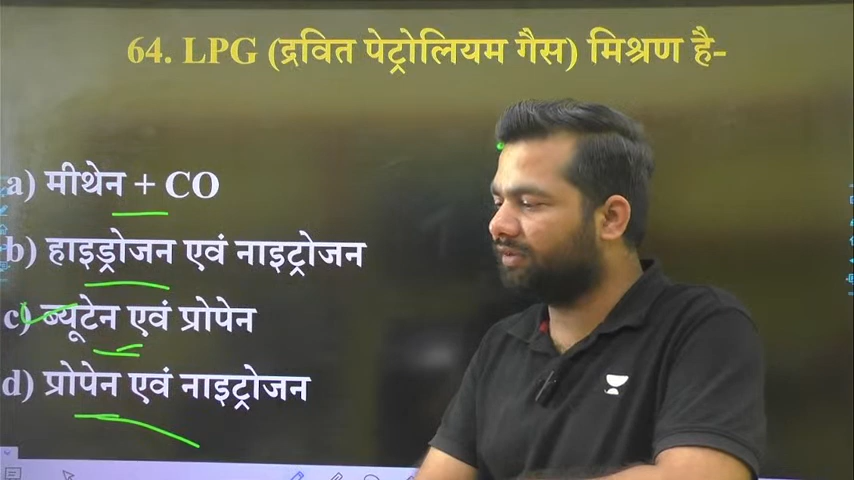 64. LPG (द्रवित पेट्रोलियम गैस) मिश्रण है-
a) मीथेन + CO
b) हाइड्रोजन एवं नाइट्रोजन
c) ब्यूटेन एवं प्रोपेन
d) प्रोपेन एवं नाइट्रोजन